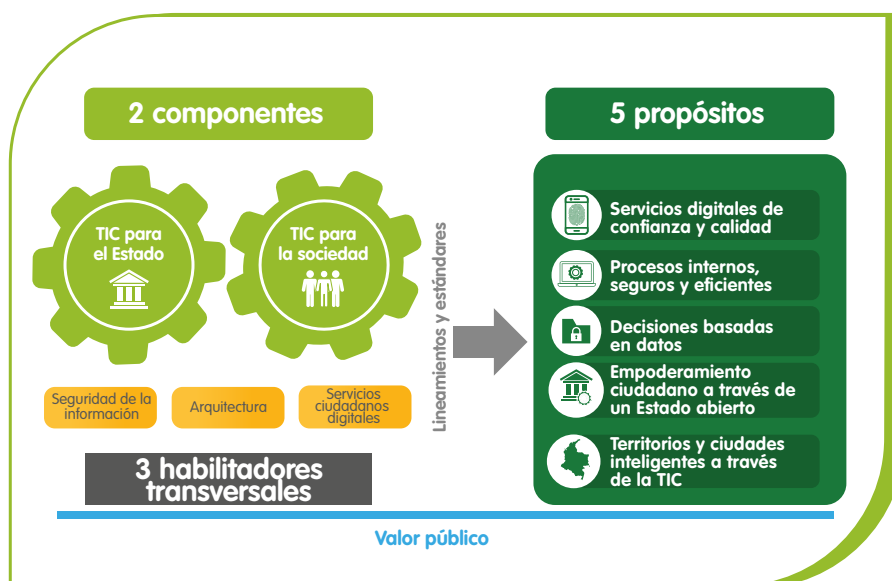 2 componentes
TIC para
el Estado
TIC para
la sociedad
Seguridad de la
información
Arquitectura
Servicios
ciudadanos
digitales
3 habilitadores
transversales
Lineamientos y estándares
5 propósitos
Servicios digitales de
confianza y calidad
Procesos internos,
seguros y eficientes
Decisiones basadas
en datos
Empoderamiento
ciudadano a través de
un Estado abierto
Territorios y ciudades
inteligentes a través
de la TIC
Valor público